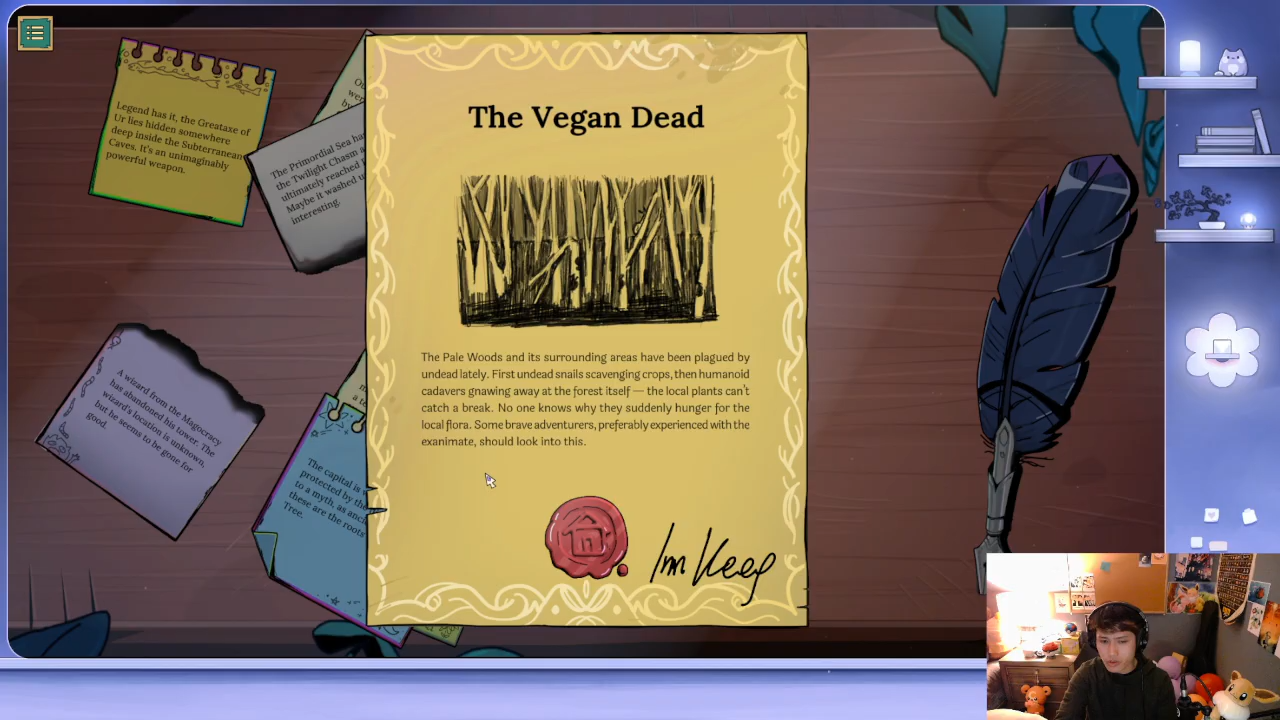 Legend has it, the Greataxe of
Ur lies hidden somewhere
deep inside the Subterranean
Caves. It's an unimaginably
powerful weapon.
The Primordial Sea
the Twilight Chasm
ultimately reached
Maybe it washed
interesting.
A wizard from the Magocracy
has abandoned his tower. The
wizard's location is unknown,
but he seems to be gone for
good.
The capital is
protected by the
to a myth, as
these are the roots
Tree.
The Vegan Dead
The Pale Woods and its surrounding areas have been plagued by
undead lately. First undead snails scavenging crops, then humanoid
cadavers gnawing away at the forest itself — the local plants can't
catch a break. No one knows why they suddenly hunger for the
local flora. Some brave adventurers, preferably experienced with the
exanimate, should look into this.
Im Keep